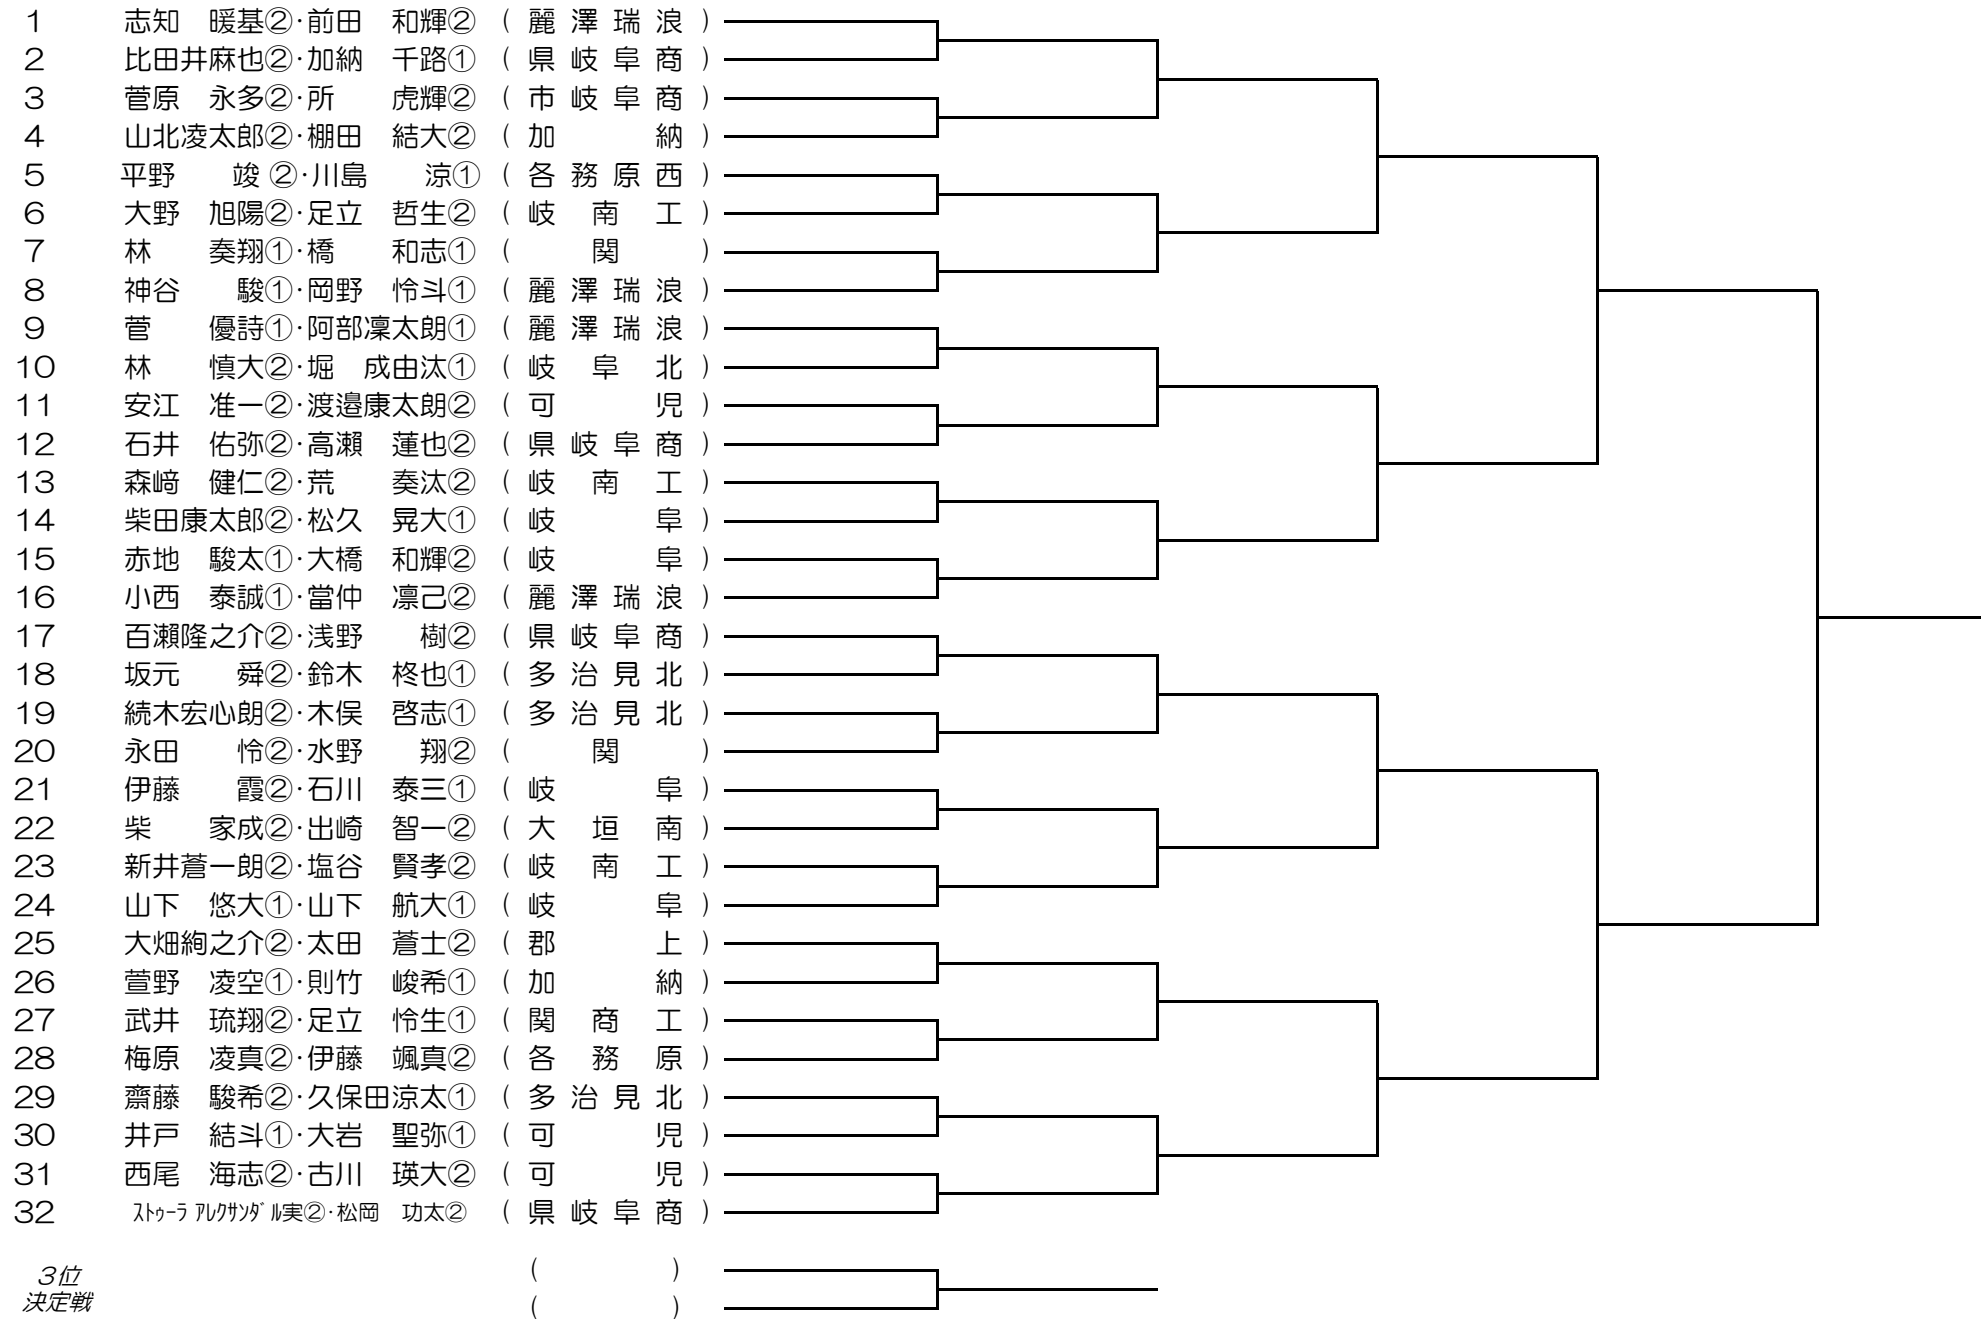 1 志知 暖基②・前田 和輝② ( 麗澤瑞浪 )
2 比田井麻也②・加納 千路① ( 県岐阜商 )
3 菅原 永多②・所 虎輝② ( 市岐阜商 )
4 山北凌太郎②・棚田 結大② ( 加納 )
5 平野 竣②・川島 涼① ( 各務原西 )
6 大野 旭陽②・足立 哲生② ( 岐南工 )
7 林 奏翔①・橋 和志① ( 関 )
8 神谷 駿①・岡野 怜斗① ( 麗澤瑞浪 )
9 菅 優詩①・阿部凜太朗① ( 麗澤瑞浪 )
10 林 慎大②・堀 成由汰① ( 岐阜北 )
11 安江 准一②・渡邉康太朗② ( 可児 )
12 石井 佑弥②・高瀬 蓮也② ( 県岐阜商 )
13 森﨑 健仁②・荒 奏汰② ( 岐南工 )
14 柴田康太郎②・松久 晃大① ( 岐阜 )
15 赤地 駿太①・大橋 和輝② ( 岐阜 )
16 小西 泰誠①・當仲 凛己② ( 麗澤瑞浪 )
17 百瀬隆之介②・浅野 樹② ( 県岐阜商 )
18 坂元 舜②・鈴木 柊也① ( 多治見北 )
19 続木宏心朗②・木俣 啓志① ( 多治見北 )
20 永田 怜②・水野 翔② ( 関 )
21 伊藤 霞②・石川 泰三① ( 岐阜 )
22 柴 家成②・出崎 智一② ( 大垣南 )
23 新井蒼一朗②・塩谷 賢孝② ( 岐南工 )
24 山下 悠大①・山下 航大① ( 岐阜 )
25 大畑絢之介②・太田 蒼士② ( 郡上 )
26 萱野 凌空①・則竹 峻希① ( 加納 )
27 武井 琉翔②・足立 怜生① ( 関商工 )
28 梅原 凌真②・伊藤 颯真② ( 各務原 )
29 齋藤 駿希②・久保田涼太① ( 多治見北 )
30 井戸 結斗①・大岩 聖弥① ( 可児 )
31 西尾 海志②・古川 瑛大② ( 可児 )
32 ｽﾄｩｰﾗ ｱﾚｸｻﾝﾀﾞﾙ実②・松岡 功太② ( 県岐阜商 )
3位 ( )
決定戦 ( )